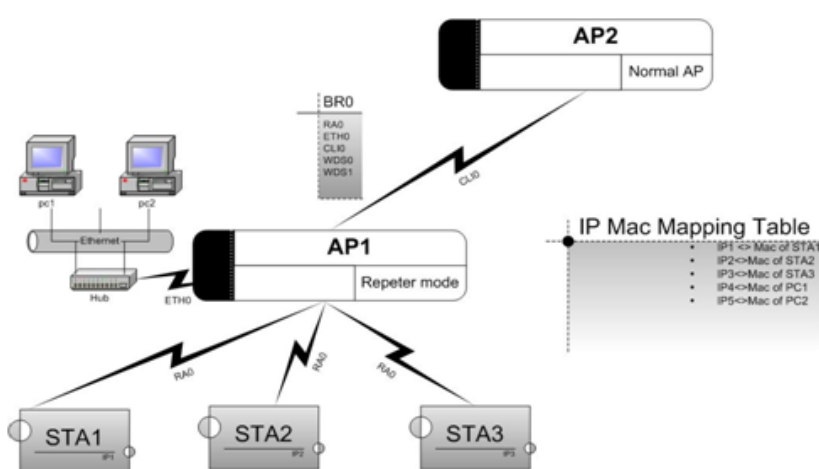 AP2
Normal AP
BR0
RA0
ETH0
CLI0
WDS0
WDS1
CLI0
pc1
pc2
Ethernet
Hub
ETH0
AP1
Repeter mode
IP Mac Mapping Table
• IP1 <> Mac of STA1
• IP2<>Mac of STA2
• IP3<>Mac of STA3
• IP4<>Mac of PC1
• IP5<>Mac of PC2
RA0
RA0
RA0
STA1
IP1
STA2
IP2
STA3
IP3